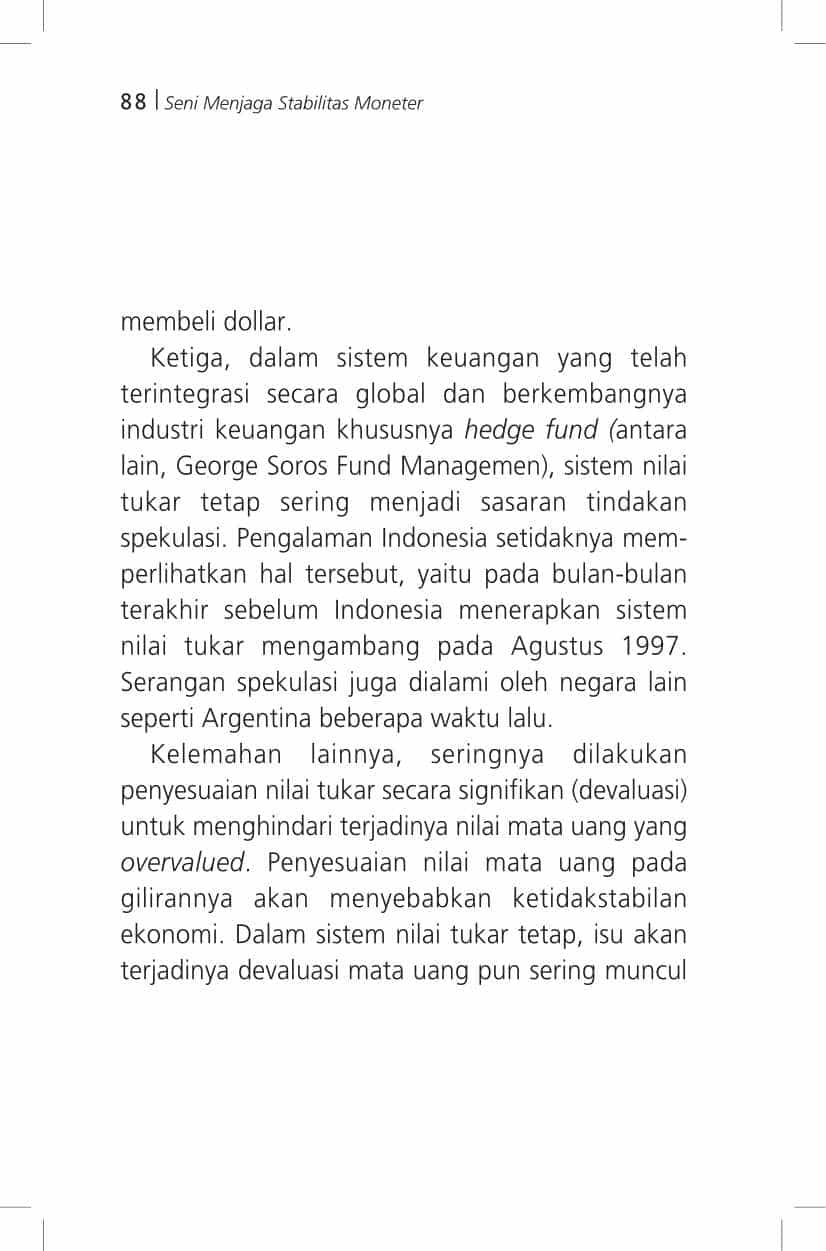 88 | Seni Menjaga Stabilitas Moneter
membeli dollar.
Ketiga, dalam sistem keuangan yang telah
terintegrasi secara global dan berkembangnya
industri keuangan khususnya hedge fund (antara
lain, George Soros Fund Managemen), sistem nilai
tukar tetap sering menjadi sasaran tindakan
spekulasi. Pengalaman Indonesia setidaknya mem-
perlihatkan hal tersebut, yaitu pada bulan-bulan
terakhir sebelum Indonesia menerapkan sistem
nilai tukar mengambang pada Agustus 1997.
Serangan spekulasi juga dialami oleh negara lain
seperti Argentina beberapa waktu lalu.
Kelemahan lainnya, seringnya dilakukan
penyesuaian nilai tukar secara signifikan (devaluasi)
untuk menghindari terjadinya nilai mata uang yang
overvalued. Penyesuaian nilai mata uang pada
gilirannya akan menyebabkan ketidakstabilan
ekonomi. Dalam sistem nilai tukar tetap, isu akan
terjadinya devaluasi mata uang pun sering muncul